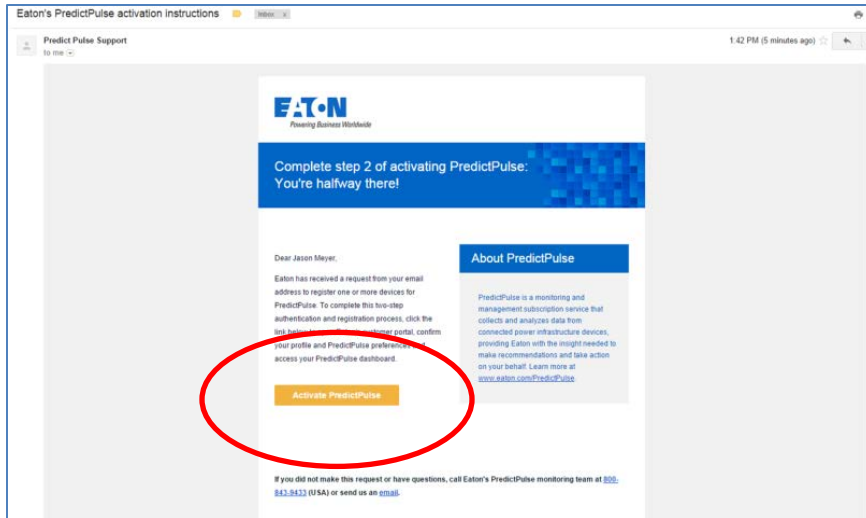 Eaton's PredictPulse activation instructions
Inbox x
Predict Pulse Support
1:42 PM (5 minutes ago)
to me
EATON
Powering Business Worldwide
Complete step 2 of activating PredictPulse:
You're halfway there!
Dear Jason Meyer,
Eaton has received a request from your email
address to register one or more devices for
PredictPulse. To complete this two-step
authentication and registration process, click the
link customer portal, confirm
your profile and PredictPulse preferences
access your PredictPulse dashboard.
Activate PredictPulse
About PredictPulse
PredictPulse is a monitoring and
management subscription service that
collects and analyzes data from
connected power infrastructure devices,
providing Eaton with the insight needed to
make recommendations and take action
on your behalf. Learn more at
www.eaton.com/PredictPulse.
If you did not make this request or have questions, call Eaton's PredictPulse monitoring team at 800-
843-9433 (USA) or send us an email.